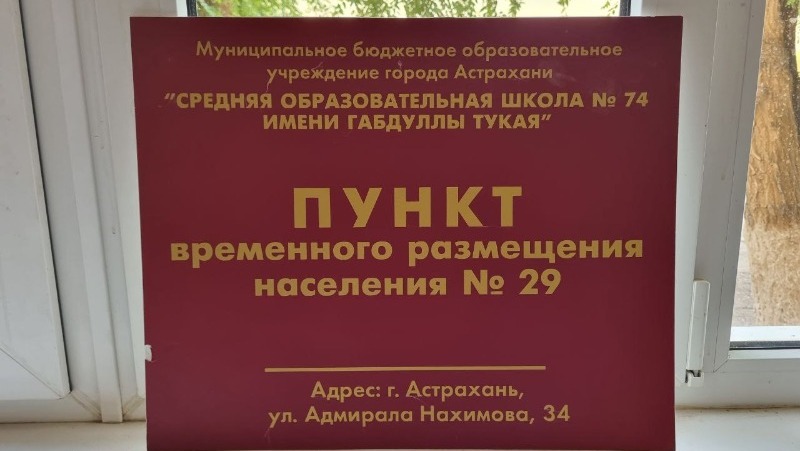 Муниципальное бюджетное образовательное
учреждение города Астрахани
"СРЕДНЯЯ ОБРАЗОВАТЕЛЬНАЯ ШКОЛА № 74
ИМЕНИ ГАБДУЛЛЫ ТУКАЯ"
ПУНКТ
временного размещения
населения № 29
Адрес: г. Астрахань,
ул. Адмирала Нахимова, 34